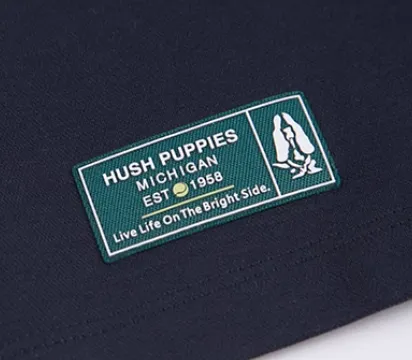 HUSH PUPPIES
MICHIGAN
EST 1958
Live Life On The Bright Side.